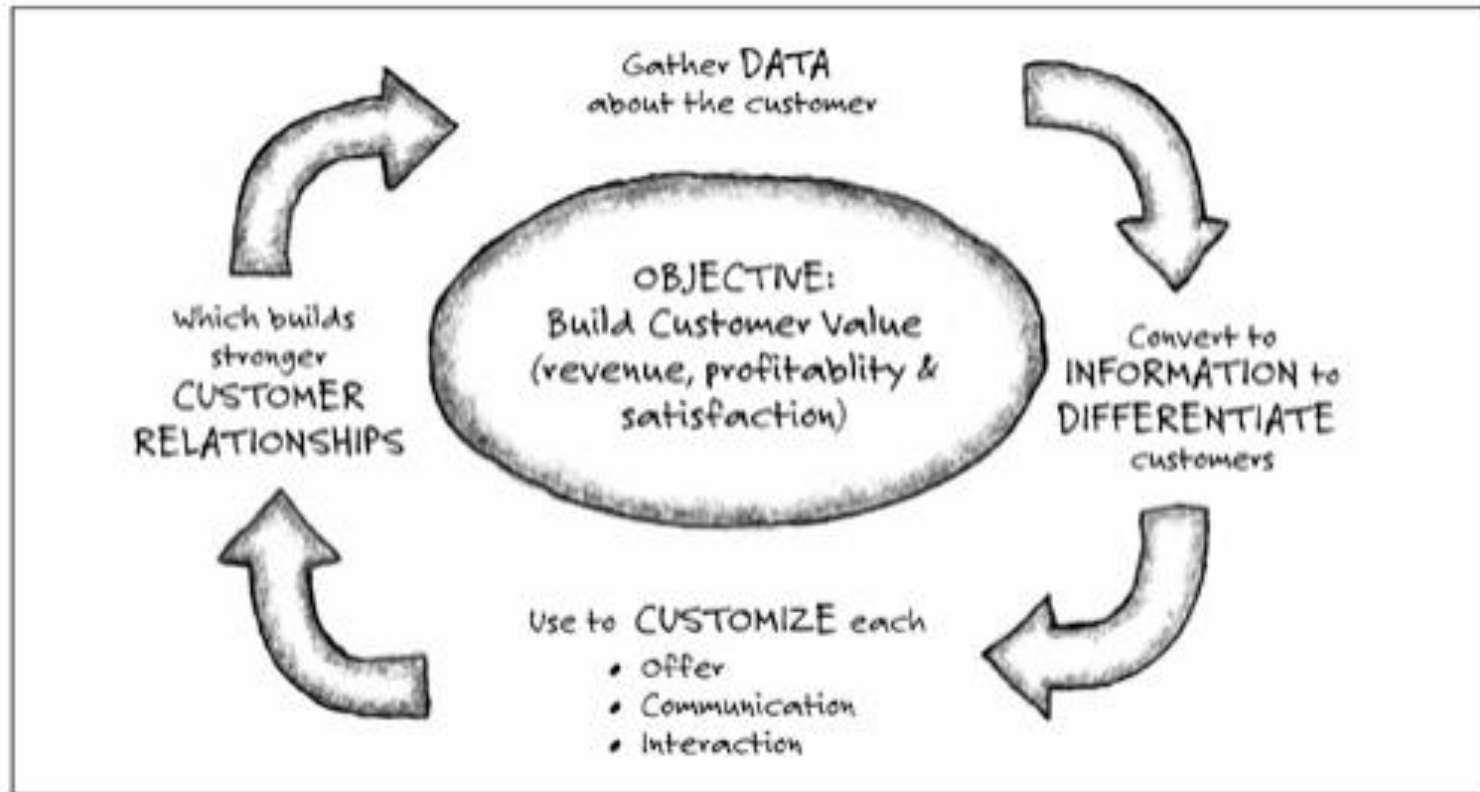 Gather DATA
about the customer
OBJECTIVE:
Build Customer Value
(revenue, profitablity &
satisfaction)
Convert to
INFORMATION to
DIFFERENTIATE
customers
Use to CUSTOMIZE each
• Offer
• Communication
• Interaction
Which builds
stronger
CUSTOMER
RELATIONSHIPS